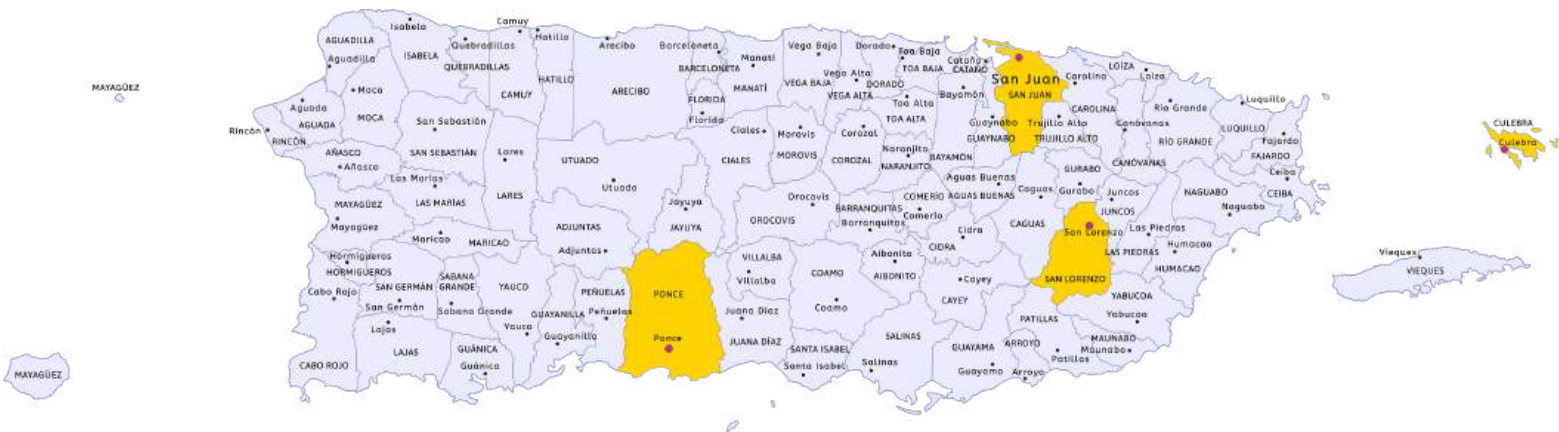 Isabela
Camuy
Hatillo
AGUADILLA
Aguadilla
ISABELA
Quebradillas
QUEBRADILLAS
Arecibo
Barceloneta
BARCELONETA
Manatí
MANATÍ
Vega Baja
VEGA BAJA
Dorado
DORADO
Toa Baja
TOA BAJA
Vega Alta
VEGA ALTA
Cataño
CATAÑO
San Juan
SAN JUAN
Carolina
CAROLINA
LOÍZA
Loíza
MAYAGÜEZ
Moca
MOCA
CAMUY
HATILLO
ARECIBO
FLORIDA
Florida
Toa Alta
TOA ALTA
Bayamón
BAYAMÓN
Guaynabo
GUAYNABO
Trujillo Alto
TRUJILLO ALTO
Canóvanas
CANÓVANAS
Río Grande
RÍO GRANDE
Luquillo
LUQUILLO
Fajardo
FAJARDO
CULEBRA
Culebra
Aguada
AGUADA
Rincón
RINCÓN
San Sebastián
SAN SEBASTIÁN
Lares
LARES
UTUADO
Utuado
Ciales
CIALES
Morovis
MOROVIS
Corozal
COROZAL
Naranjito
NARANJITO
AÑASCO
Añasco
Las Marías
LAS MARÍAS
Aguas Buenas
AGUAS BUENAS
Caguas
CAGUAS
GURABO
Gurabo
Juncos
JUNCOS
NAGUABO
Naguabo
Ceiba
CEIBA
MAYAGÜEZ
Mayagüez
Jayuya
JAYUYA
Orocovis
OROCOVIS
BARRANQUITAS
Barranquitas
COMERÍO
Comerío
Cidra
CIDRA
San Lorenzo
SAN LORENZO
Las Piedras
LAS PIEDRAS
Humacao
HUMACAO
Maricao
MARICAO
ADJUNTAS
Adjuntas
Hormigueros
HORMIGUEROS
VILLALBA
Villalba
COAMO
Coamo
Aibonito
AIBONITO
Cayey
CAYEY
Vieques
VIEQUES
Cabo Rojo
CABO ROJO
SAN GERMÁN
San Germán
SABANA
GRANDE
Sabana Grande
YAUCO
Yauco
GUAYANILLA
Guayanilla
PEÑUELAS
Peñuelas
PONCE
Ponce
Juana Díaz
JUANA DÍAZ
SALINAS
Salinas
PATILLAS
Patillas
YABUCOA
Yabucoa
Lajas
LAJAS
GUÁNICA
Guánica
SANTA ISABEL
Santa Isabel
GUAYAMA
Guayama
ARROYO
Arroyo
MAUNABO
Maunabo
MAYAGÜEZ